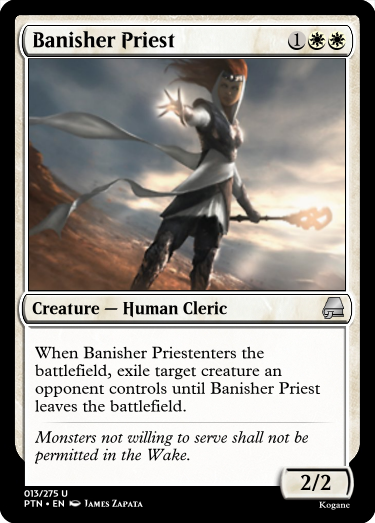 Banisher Priest 1
Creature — Human Cleric
When Banisher Priestenters the
battlefield, exile target creature an
opponent controls until Banisher Priest
leaves the battlefield.
Monsters not willing to serve shall not be
permitted in the Wake.
2/2
013/275 U
PTN • EN James Zapata
Kogane